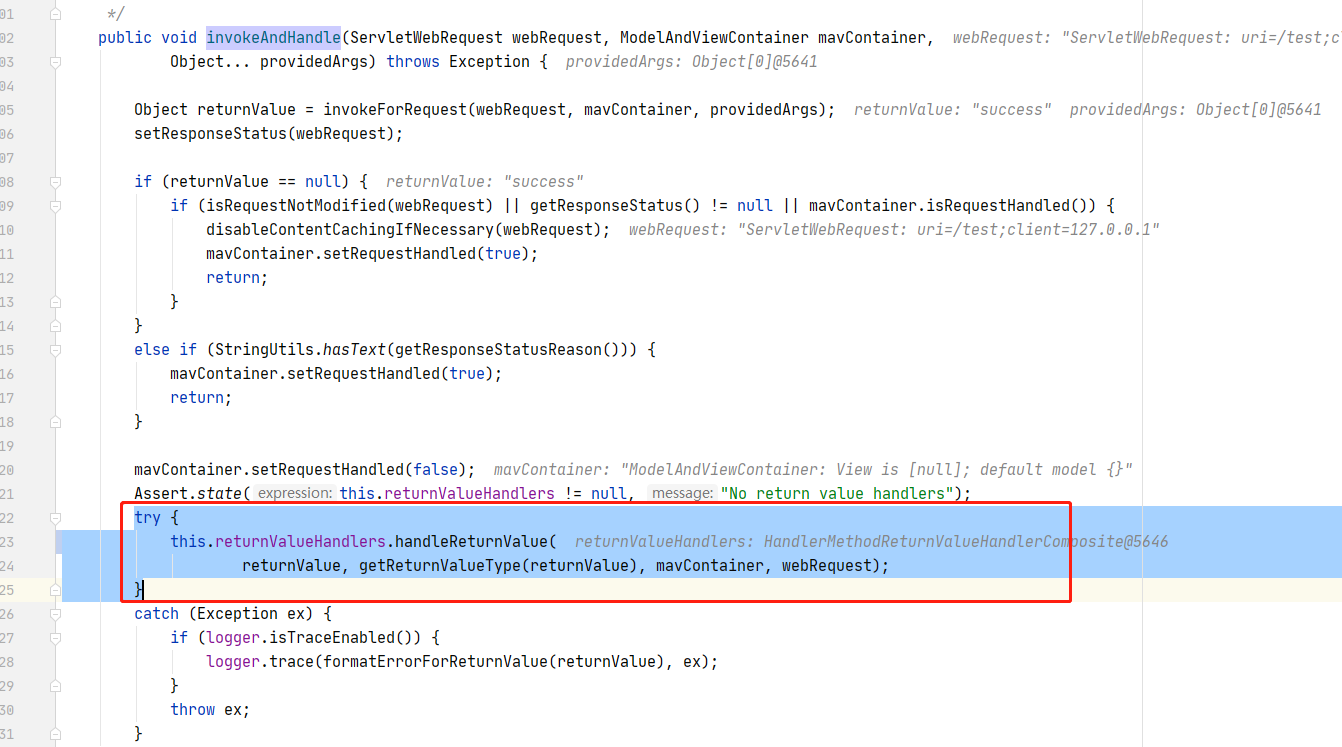 01 */
02 public void invokeAndHandle(ServletWebRequest webRequest, ModelAndViewContainer mavContainer, webRequest: "ServletWebRequest: uri=/test;cl
03 Object... providedArgs) throws Exception { providedArgs: Object[0]@5641
04
05 Object returnValue = invokeForRequest(webRequest, mavContainer, providedArgs); returnValue: "success" providedArgs: Object[0]@5641
06 setResponseStatus(webRequest);
07
08 if (returnValue == null) { returnValue: "success"
09 if (isRequestNotModified(webRequest) || getResponseStatus() != null || mavContainer.isRequestHandled()) {
10 disableContentCachingIfNecessary(webRequest); webRequest: "ServletWebRequest: uri=/test;client=127.0.0.1"
11 mavContainer.setRequestHandled(true);
12 return;
13 }
14 }
15 else if (StringUtils.hasText(getResponseStatusReason())) {
16 mavContainer.setRequestHandled(true);
17 return;
18 }
19
20 mavContainer.setRequestHandled(false); mavContainer: "ModelAndViewContainer: View is [null]; default model {}"
21 Assert.state( expression: this.returnValueHandlers != null, message: "No return value handlers");
22 try {
23 this.returnValueHandlers.handleReturnValue( returnValueHandlers: HandlerMethodReturnValueHandlerComposite@5646
24 returnValue, getReturnValueType(returnValue), mavContainer, webRequest);
25 }
26 catch (Exception ex) {
27 if (logger.isTraceEnabled()) {
28 logger.trace(formatErrorForReturnValue(returnValue), ex);
29 }
30 throw ex;
31 }